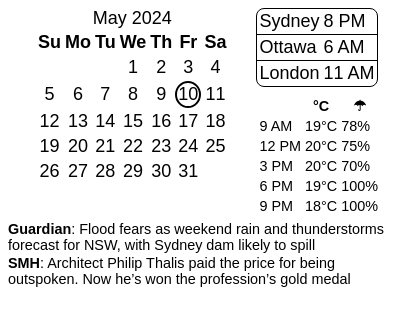 May 2024
Su Mo Tu We Th Fr Sa
1 2 3 4
5 6 7 8 9 10 11
12 13 14 15 16 17 18
19 20 21 22 23 24 25
26 27 28 29 30 31
Sydney 8 PM
Ottawa 6 AM
London 11 AM
°C ☂
9 AM 19°C 78%
12 PM 20°C 75%
3 PM 20°C 70%
6 PM 19°C 100%
9 PM 18°C 100%
Guardian: Flood fears as weekend rain and thunderstorms
forecast for NSW, with Sydney dam likely to spill
SMH: Architect Philip Thalis paid the price for being
outspoken. Now he’s won the profession’s gold medal